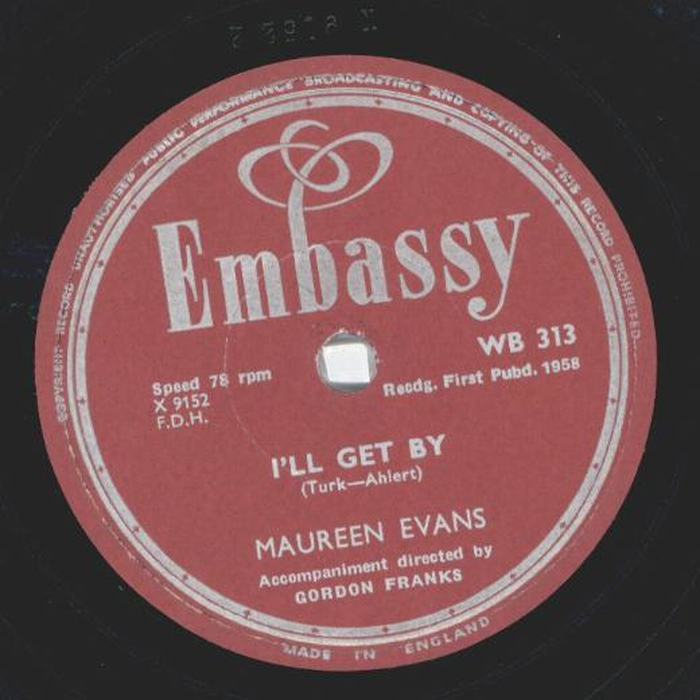 COPYRIGHT RECORD UNAUTHORISED PUBLIC PERFORMANCE BROADCASTING AND COPYING OF THIS RECORD PROHIBITED
Embassy
WB 313
Speed 78 rpm
Recdg. First Pubd. 1958
X 9152
F.D.H.
I'LL GET BY
(Turk—Ahlert)
MAUREEN EVANS
Accompaniment directed by
GORDON FRANKS
MADE IN ENGLAND